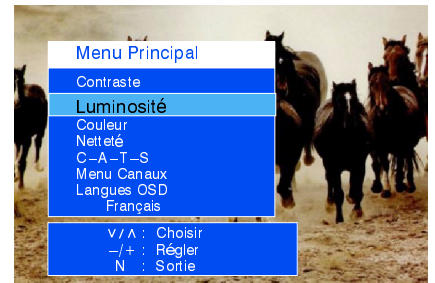 Menu Principal
Contraste
Luminosité
Couleur
Netteté
C-A-T-S
Menu Canaux
Langues OSD
Français
∨/∧ : Choisir
-/+ : Régler
N : Sortie